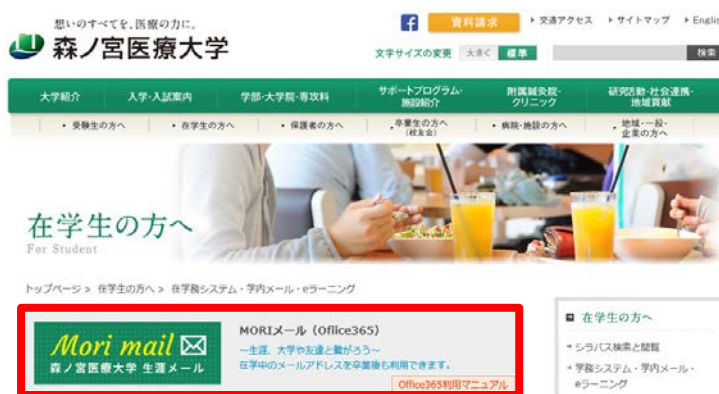 想いのすべてを、医療の力に。
森ノ宮医療大学
資料請求
交通アクセス
サイトマップ
Englis
文字サイズの変更 大きく 標準
検索
大学紹介
入学・入試案内
学部・大学院・専攻科
サポートプログラム・
施設紹介
附属鍼灸院・
クリニック
研究活動・社会連携・
地域貢献
・ 受験生の方へ
・ 在学生の方へ
・ 保護者の方へ
・ 卒業生の方へ
(校友会)
・ 病院・施設の方へ
・ 地域・一般・
企業の方へ
在学生の方へ
For Student
トップページ » 在学生の方へ » 在学務システム・学内メール・eラーニング
Mori mail
森ノ宮医療大学 生涯メール
MORIメール (Office365)
～生涯、大学や友達と繋がろう～
在学中のメールアドレスを卒業後も利用できます。
Office365利用マニュアル
在学生の方へ
シラバス検索と閲覧
学務システム・学内メール・
eラーニング